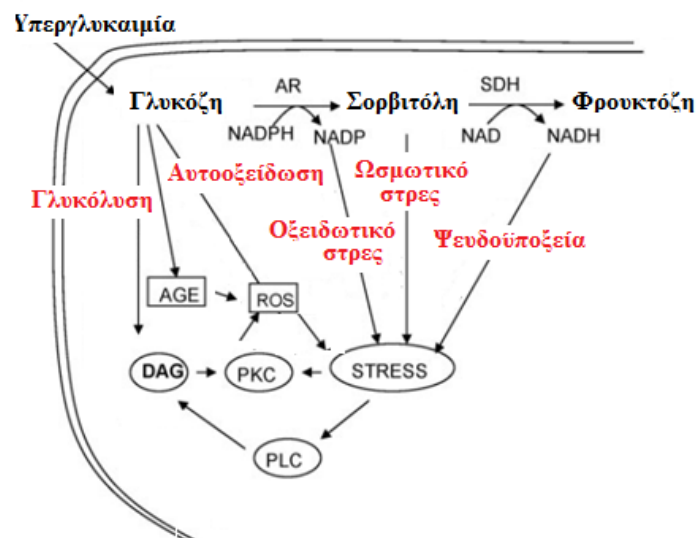 Υπεργλυκαιμία
AR
SDH
Γλυκόζη
Σορβιτόλη
Φρουκτόζη
NADPH
NADP
NAD
NADH
Αυτοοξείδωση
Ωσμωτικό
στρες
Γλυκόλυση
Οξειδωτικό
στρες
Ψευδοϋποξεία
AGE
ROS
DAG
PKC
STRESS
PLC